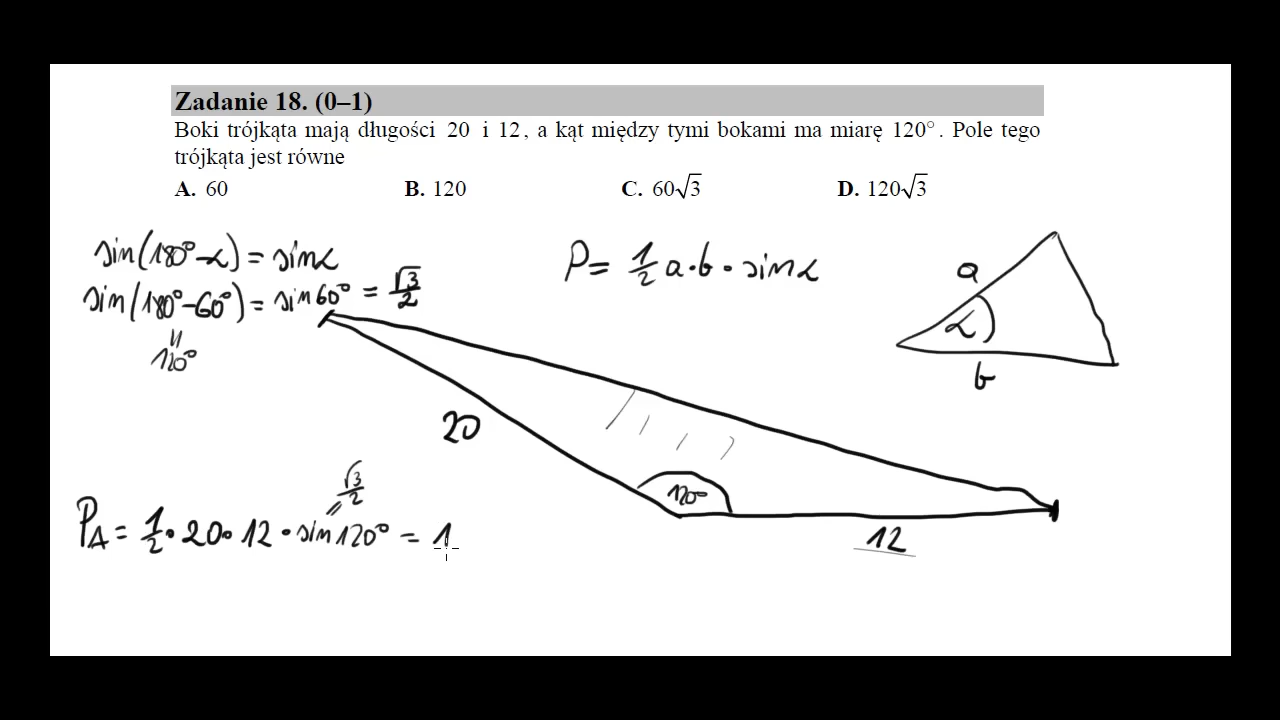 Zadanie 18. (0–1)
Boki trójkąta mają długości 20 i 12, a kąt między tymi bokami ma miarę 120°. Pole tego
trójkąta jest równe
A. 60 B. 120 C. 60√3 D. 120√3
sin(180°-α) = sinα
sin(180°-60°) = sin60° = √3/2
120°
P = 1/2 a·b·sinα
a
α
b
20
120°
12
√3/2
P△ = 1/2 · 20 · 12 · sin120° = 1